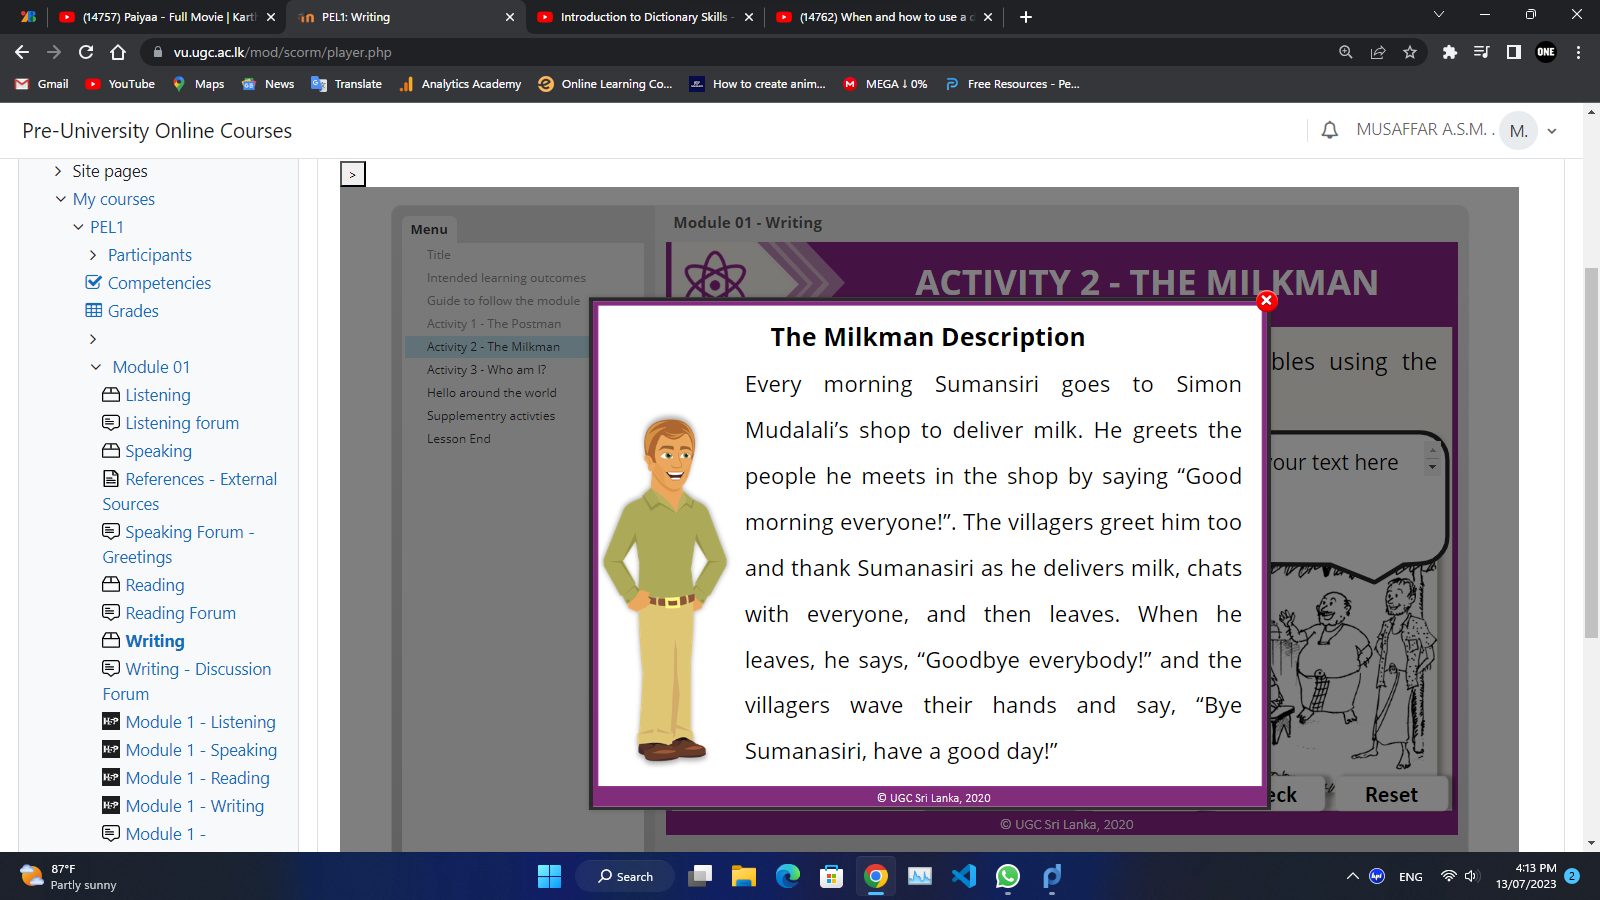 (14757) Paiyaa - Full Movie | Kart
PEL1: Writing
Introduction to Dictionary Skills -
(14762) When and how to use a d
vu.ugc.ac.lk/mod/scorm/player.php
ONE
Gmail
YouTube
Maps
News
Translate
Analytics Academy
Online Learning Co...
How to create anim...
MEGA ⭣ 0%
Free Resources - Pe...
Pre-University Online Courses
MUSAFFAR A.S.M. .
M.
Site pages
My courses
PEL1
Participants
Competencies
Grades
Module 01
Listening
Listening forum
Speaking
References - External
Sources
Speaking Forum -
Greetings
Reading
Reading Forum
Writing
Writing - Discussion
Forum
H-P Module 1 - Listening
H-P Module 1 - Speaking
H-P Module 1 - Reading
H-P Module 1 - Writing
Module 1 -
>
Menu
Title
Intended learning outcomes
Guide to follow the module
Activity 1 - The Postman
Activity 2 - The Milkman
Activity 3 - Who am I?
Hello around the world
Supplementry activties
Lesson End
Module 01 - Writing
ACTIVITY 2 - THE MILKMAN
bles using the
your text here
The Milkman Description
Every morning Sumansiri goes to Simon
Mudalali’s shop to deliver milk. He greets the
people he meets in the shop by saying “Good
morning everyone!”. The villagers greet him too
and thank Sumanasiri as he delivers milk, chats
with everyone, and then leaves. When he
leaves, he says, “Goodbye everybody!” and the
villagers wave their hands and say, “Bye
Sumanasiri, have a good day!”
© UGC Sri Lanka, 2020
eck
Reset
© UGC Sri Lanka, 2020
87°F
Partly sunny
Search
hp
ENG
4:13 PM
13/07/2023
2